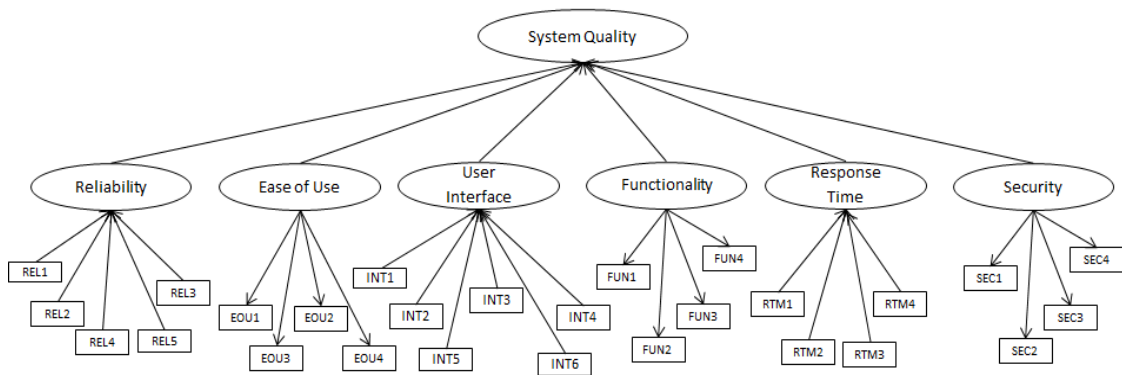 System Quality
Reliability
Ease of Use
User
Interface
Functionality
Response
Time
Security
REL1
REL2
REL4
REL5
REL3
EOU1
EOU3
EOU2
EOU4
INT1
INT2
INT5
INT3
INT6
INT4
FUN1
FUN2
FUN3
FUN4
RTM1
RTM2
RTM3
RTM4
SEC1
SEC2
SEC3
SEC4